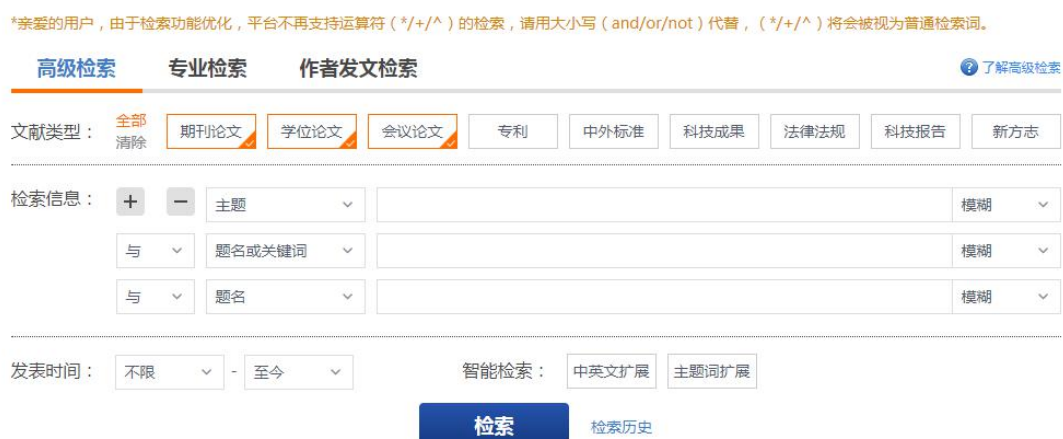 *亲爱的用户，由于检索功能优化，平台不再支持运算符（*/+/^）的检索，请用大小写（and/or/not）代替，（*/+/^）将会被视为普通检索词。
高级检索 专业检索 作者发文检索 ? 了解高级检索
文献类型： 全部 清除 期刊论文 学位论文 会议论文 专利 中外标准 科技成果 法律法规 科技报告 新方志
检索信息： + − 主题 模糊
与 题名或关键词 模糊
与 题名 模糊
发表时间： 不限 - 至今 智能检索： 中英文扩展 主题词扩展
检索 检索历史